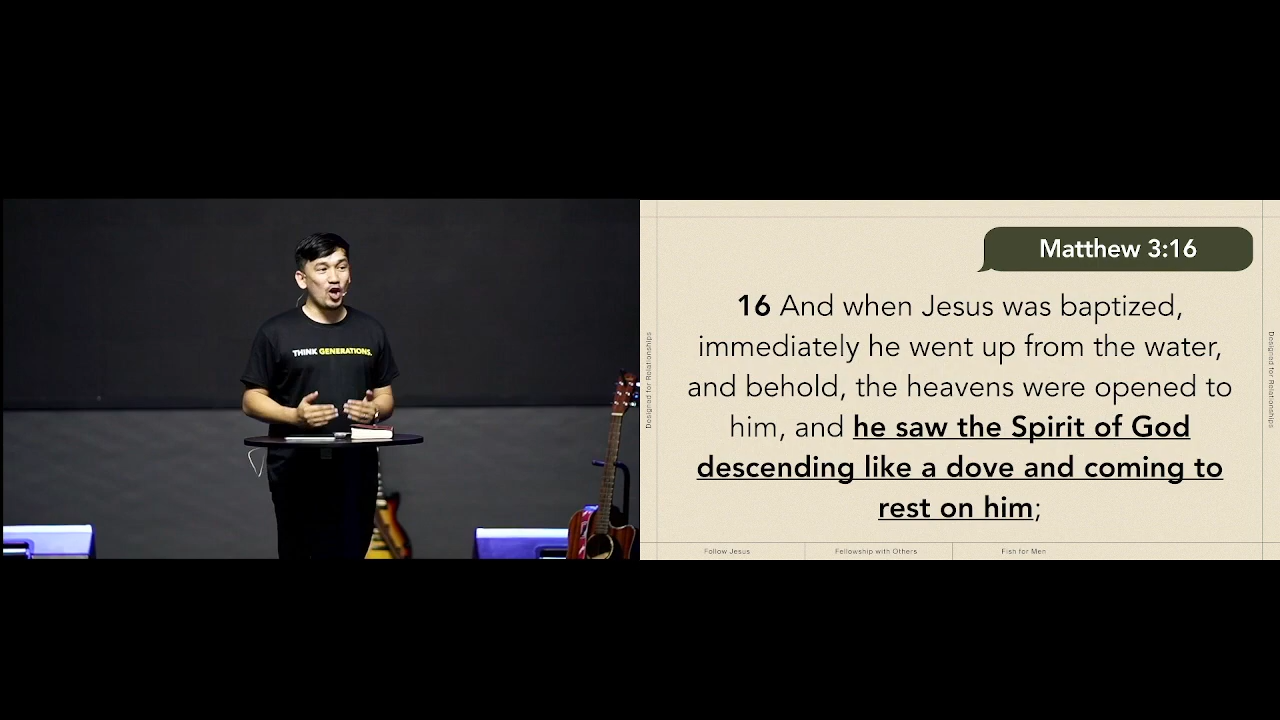 THINK GENERATIONS.
Matthew 3:16
16 And when Jesus was baptized,
immediately he went up from the water,
and behold, the heavens were opened to
him, and he saw the Spirit of God
descending like a dove and coming to
rest on him;
Designed for Relationships
Designed for Relationships
Follow Jesus
Fellowship with Others
Fish for Men